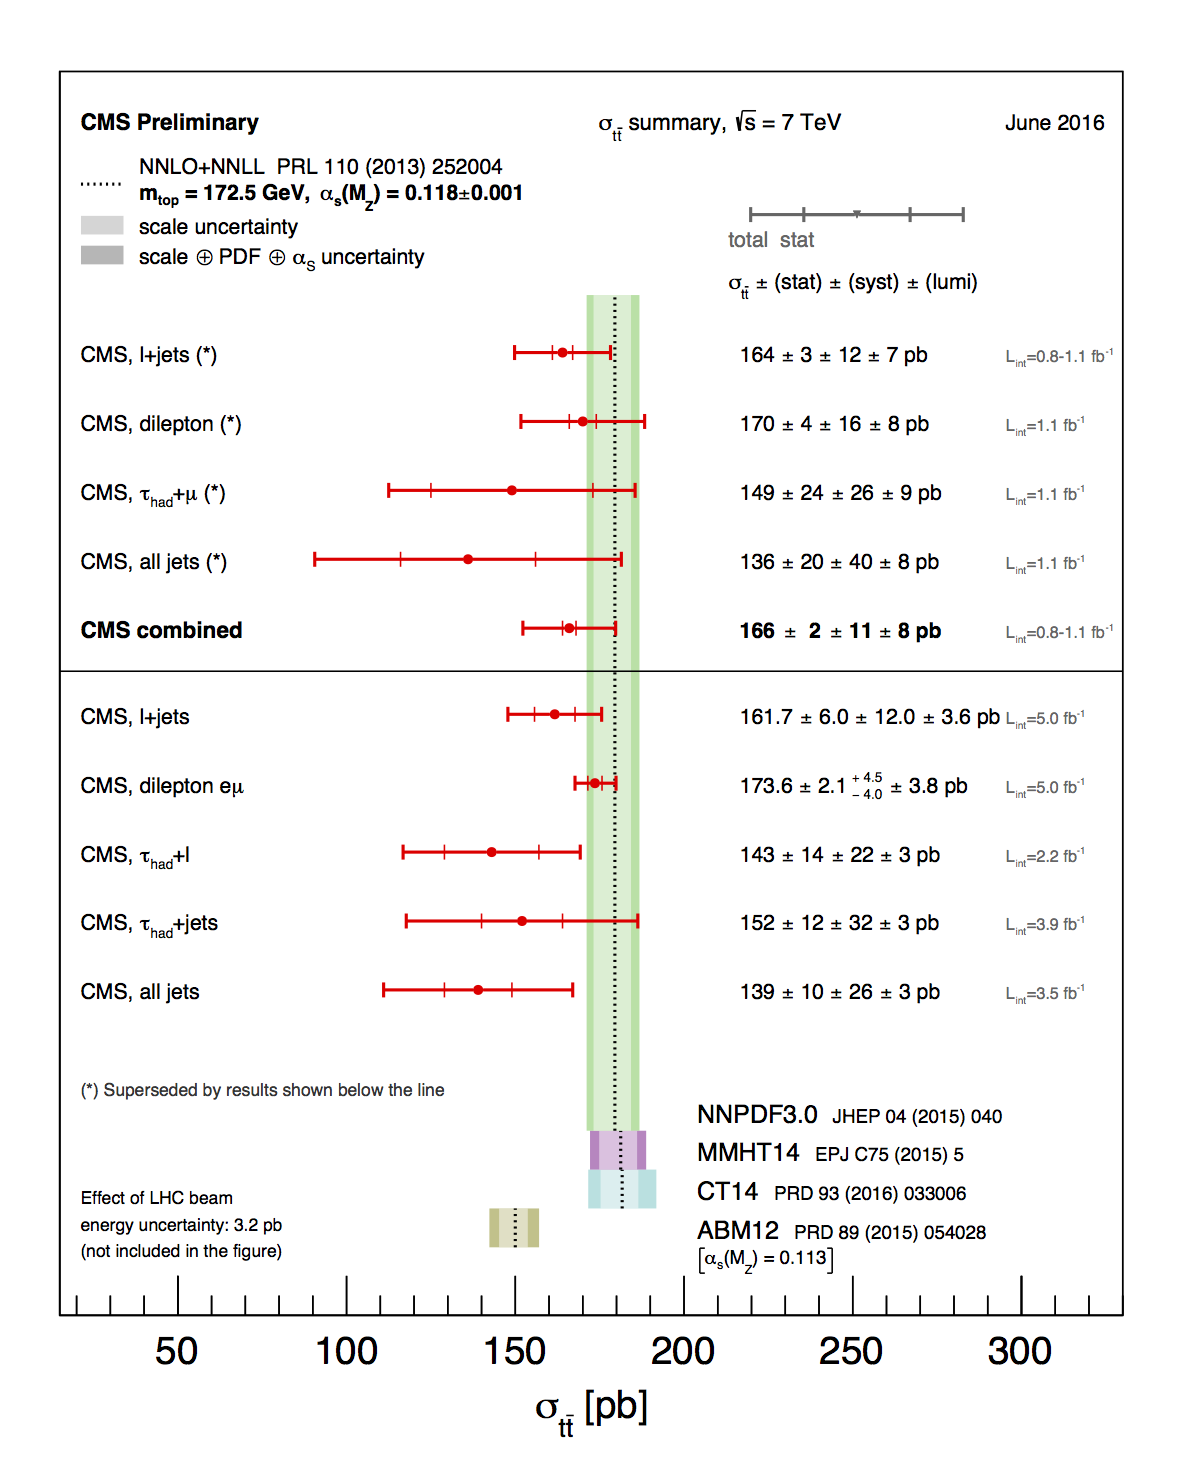 CMS Preliminary σtt̄ summary, √s = 7 TeV June 2016
NNLO+NNLL PRL 110 (2013) 252004
mtop = 172.5 GeV, αs(MZ) = 0.118±0.001
scale uncertainty
total stat
scale ⊕ PDF ⊕ αS uncertainty
σtt̄ ± (stat) ± (syst) ± (lumi)
CMS, l+jets (*) 164 ± 3 ± 12 ± 7 pb Lint=0.8-1.1 fb-1
CMS, dilepton (*) 170 ± 4 ± 16 ± 8 pb Lint=1.1 fb-1
CMS, τhad+μ (*) 149 ± 24 ± 26 ± 9 pb Lint=1.1 fb-1
CMS, all jets (*) 136 ± 20 ± 40 ± 8 pb Lint=1.1 fb-1
CMS combined 166 ± 2 ± 11 ± 8 pb Lint=0.8-1.1 fb-1
CMS, l+jets 161.7 ± 6.0 ± 12.0 ± 3.6 pb Lint=5.0 fb-1
CMS, dilepton eμ 173.6 ± 2.1 + 4.5 − 4.0 ± 3.8 pb Lint=5.0 fb-1
CMS, τhad+l 143 ± 14 ± 22 ± 3 pb Lint=2.2 fb-1
CMS, τhad+jets 152 ± 12 ± 32 ± 3 pb Lint=3.9 fb-1
CMS, all jets 139 ± 10 ± 26 ± 3 pb Lint=3.5 fb-1
(*) Superseded by results shown below the line
NNPDF3.0 JHEP 04 (2015) 040
MMHT14 EPJ C75 (2015) 5
CT14 PRD 93 (2016) 033006
ABM12 PRD 89 (2015) 054028
[αs(MZ) = 0.113]
Effect of LHC beam
energy uncertainty: 3.2 pb
(not included in the figure)
50 100 150 200 250 300
σtt̄ [pb]